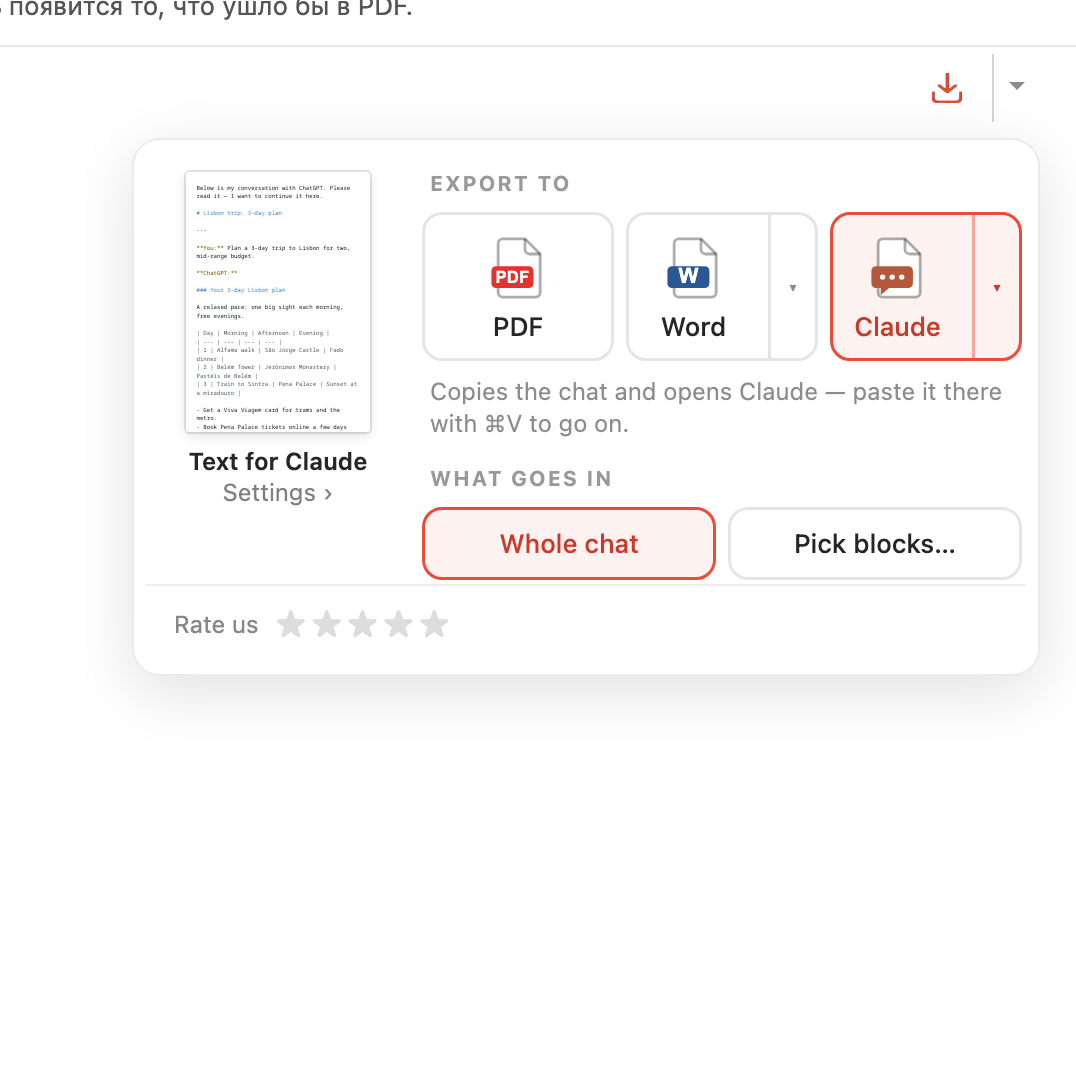 появится то, что ушло бы в PDF.
Below is my conversation with ChatGPT. Please
read it — I want to continue it here.
# Lisbon trip: 3-day plan
---
**You:** Plan a 3-day trip to Lisbon for two,
mid-range budget.
**ChatGPT:**
### Your 3-day Lisbon plan
A relaxed pace: one big sight each morning,
free evenings.
| Day | Morning | Afternoon | Evening |
| --- | --- | --- | --- |
| 1 | Alfama walk | São Jorge Castle | Fado
dinner |
| 2 | Belém Tower | Jerónimos Monastery |
Pastéis de Belém |
| 3 | Train to Sintra | Pena Palace | Sunset at
a miradouro |
- Get a Viva Viagem card for trams and the
metro.
- Book Pena Palace tickets online a few days
Text for Claude
Settings ›
EXPORT TO
PDF
PDF
W
Word
Claude
Copies the chat and opens Claude — paste it there
with ⌘V to go on.
WHAT GOES IN
Whole chat
Pick blocks...
Rate us